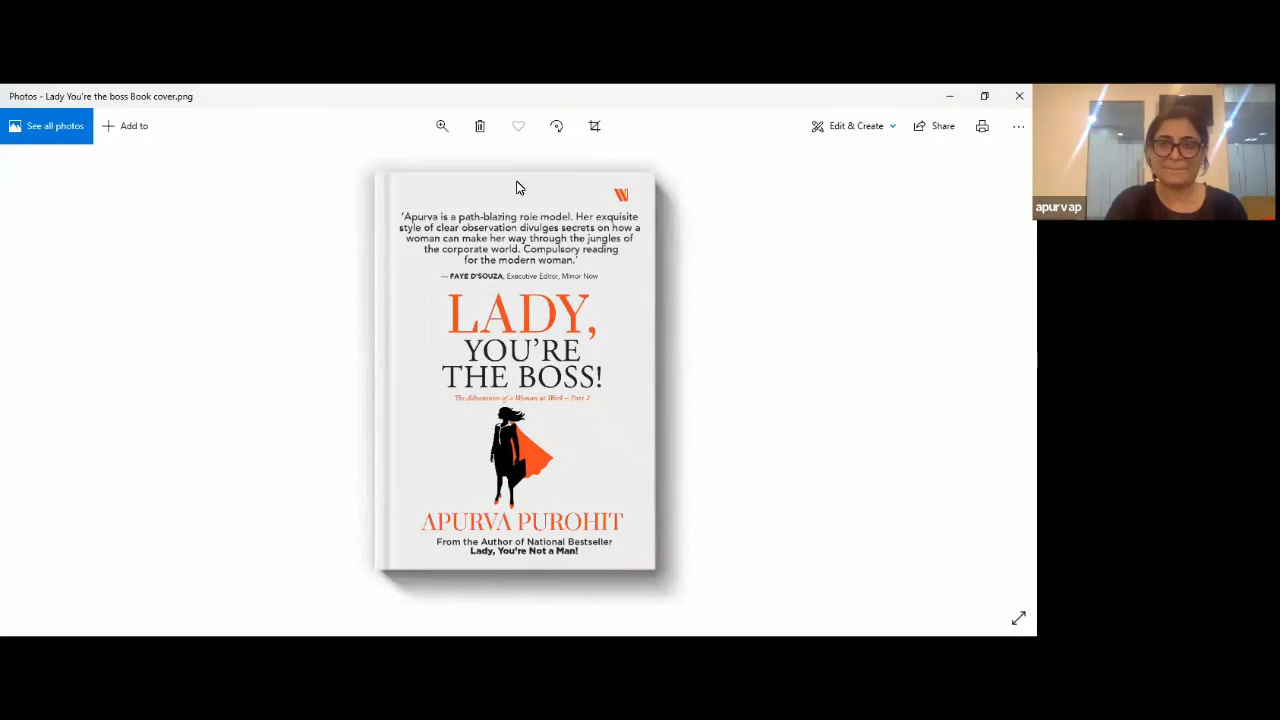 Photos - Lady You're the boss Book cover.png
See all photos
Add to
Edit & Create
Share
apurvap
'Apurva is a path-blazing role model. Her exquisite
style of clear observation divulges secrets on how a
woman can make her way through the jungles of
the corporate world. Compulsory reading
for the modern woman.'
— FAYE D'SOUZA, Executive Editor, Mirror Now
LADY,
YOU'RE
THE BOSS!
The Adventures of a Woman at Work – Part 2
APURVA PUROHIT
From the Author of National Bestseller
Lady, You're Not a Man!